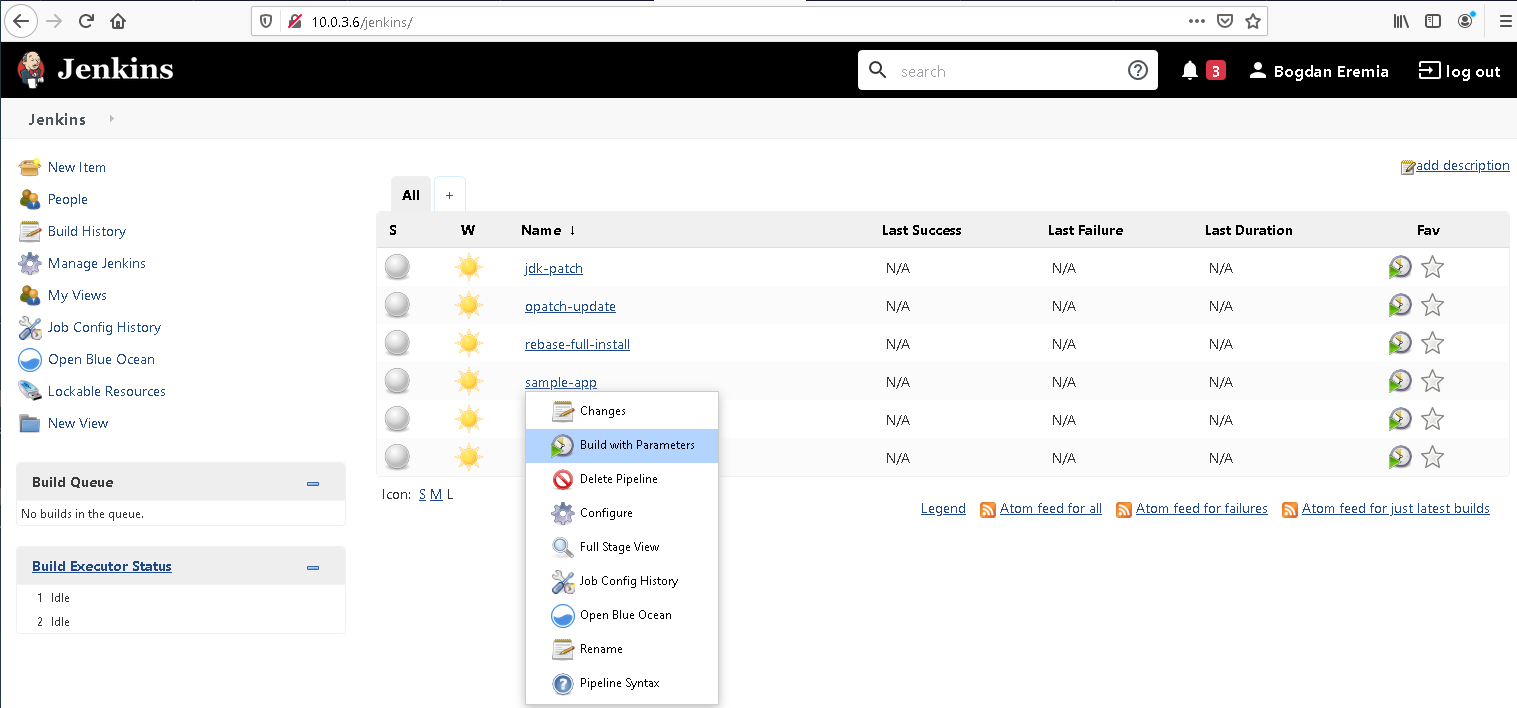 10.0.3.6/jenkins/
Jenkins
search
3
Bogdan Eremia
log out
Jenkins
New Item
People
Build History
Manage Jenkins
My Views
Job Config History
Open Blue Ocean
Lockable Resources
New View
Build Queue
No builds in the queue.
Build Executor Status
1 Idle
2 Idle
add description
All +
S W Name ↓ Last Success Last Failure Last Duration Fav
jdk-patch N/A N/A N/A
opatch-update N/A N/A N/A
rebase-full-install N/A N/A N/A
sample-app N/A N/A N/A
N/A N/A N/A
N/A N/A N/A
Changes
Build with Parameters
Delete Pipeline
Configure
Full Stage View
Job Config History
Open Blue Ocean
Rename
Pipeline Syntax
Icon: S M L
Legend Atom feed for all Atom feed for failures Atom feed for just latest builds